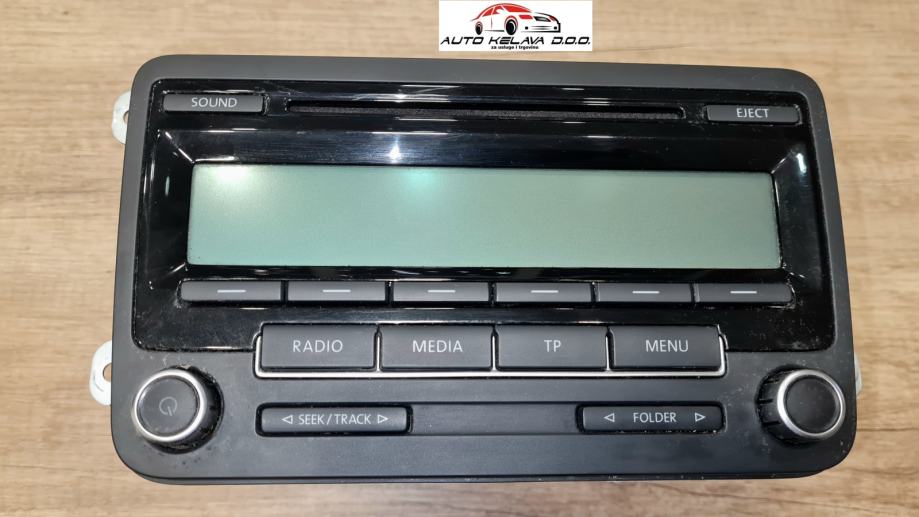 AUTO KELAVA D.O.O.
za usluge i trgovinu
SOUND
EJECT
RADIO MEDIA TP MENU
SEEK/TRACK FOLDER